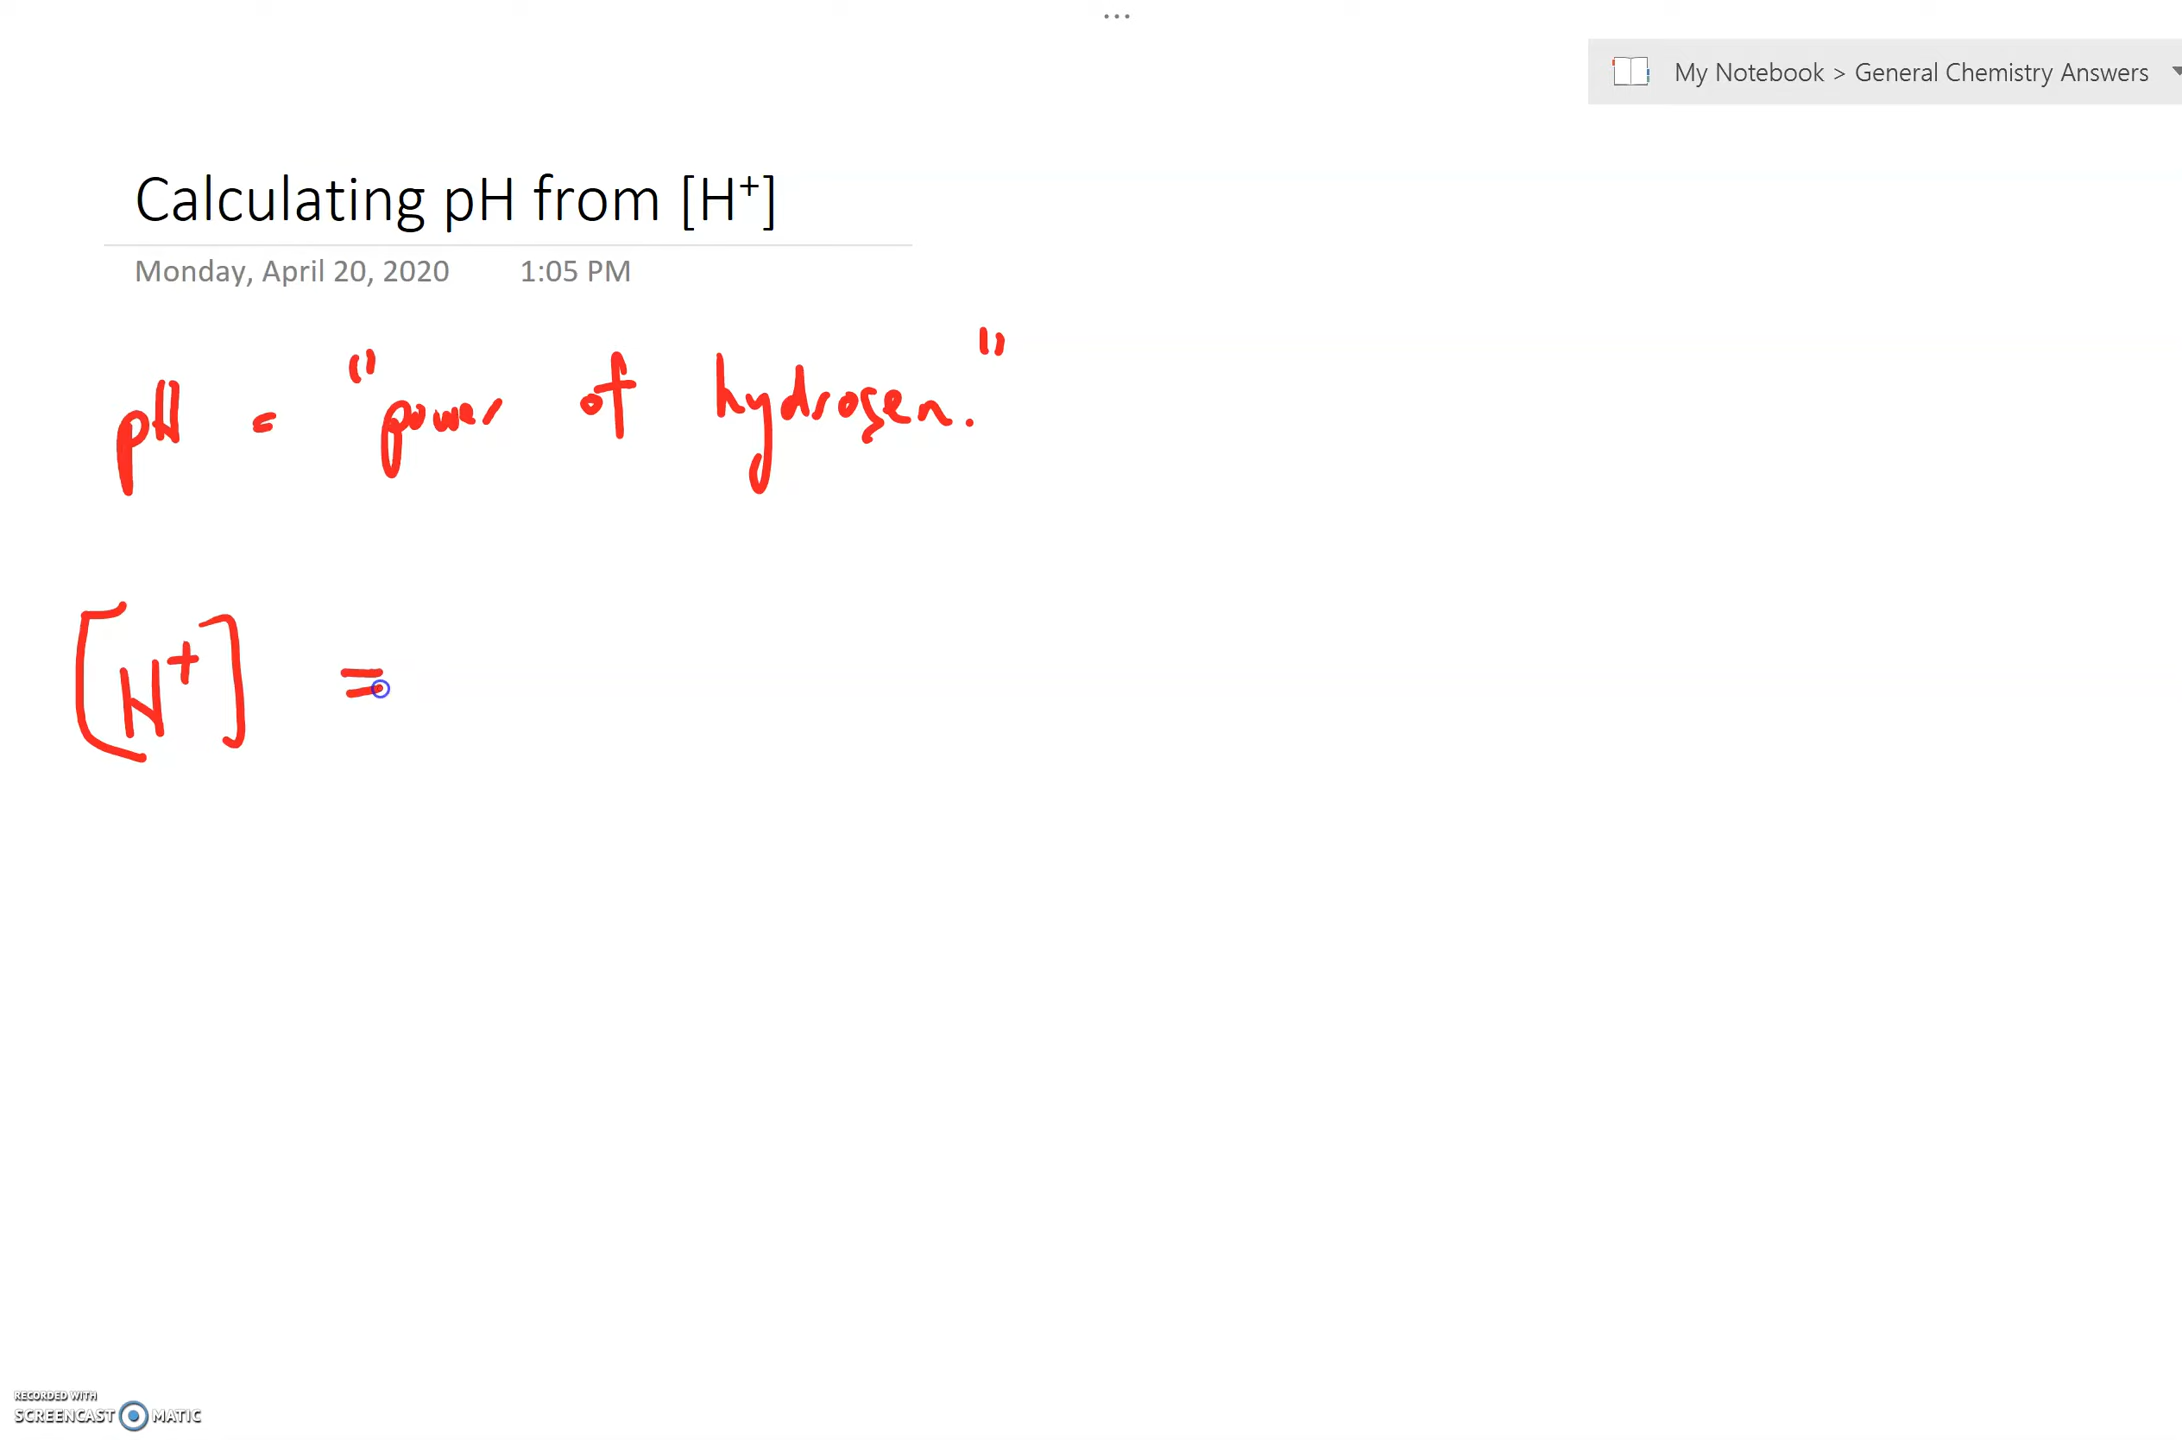 ...
My Notebook > General Chemistry Answers
Calculating pH from [H⁺]
Monday, April 20, 2020 1:05 PM
pH = "power of hydrogen."
[H⁺] =
RECORDED WITH
SCREENCAST MATIC